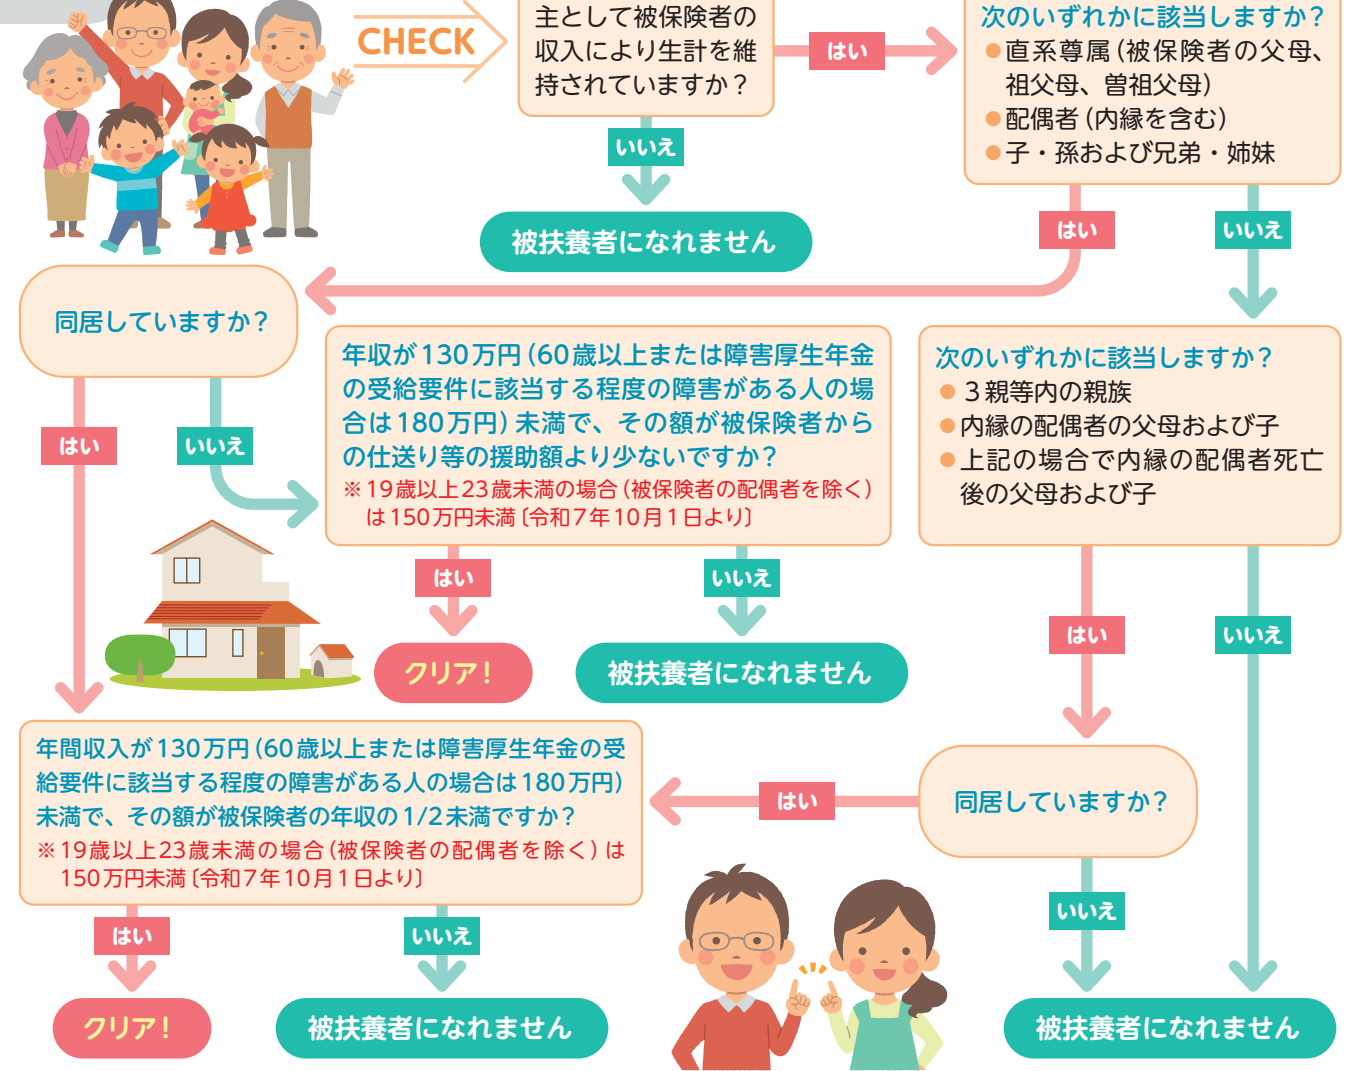 CHECK
主として被保険者の
収入により生計を維
持されていますか？
はい
いいえ
被扶養者になれません
次のいずれかに該当しますか？
●直系尊属（被保険者の父母、
祖父母、曽祖父母）
●配偶者（内縁を含む）
●子・孫および兄弟・姉妹
はい
いいえ
同居していますか？
はい
いいえ
年収が130万円（60歳以上または障害厚生年金
の受給要件に該当する程度の障害がある人の場
合は180万円）未満で、その額が被保険者から
の仕送り等の援助額より少ないですか？
※19歳以上23歳未満の場合（被保険者の配偶者を除く）
は150万円未満〔令和7年10月1日より〕
はい
いいえ
クリア！
被扶養者になれません
次のいずれかに該当しますか？
●3親等内の親族
●内縁の配偶者の父母および子
●上記の場合で内縁の配偶者死亡
後の父母および子
はい
いいえ
同居していますか？
はい
いいえ
年間収入が130万円（60歳以上または障害厚生年金の受
給要件に該当する程度の障害がある人の場合は180万円）
未満で、その額が被保険者の年収の1/2未満ですか？
※19歳以上23歳未満の場合（被保険者の配偶者を除く）は
150万円未満〔令和7年10月1日より〕
はい
いいえ
クリア！
被扶養者になれません
被扶養者になれません